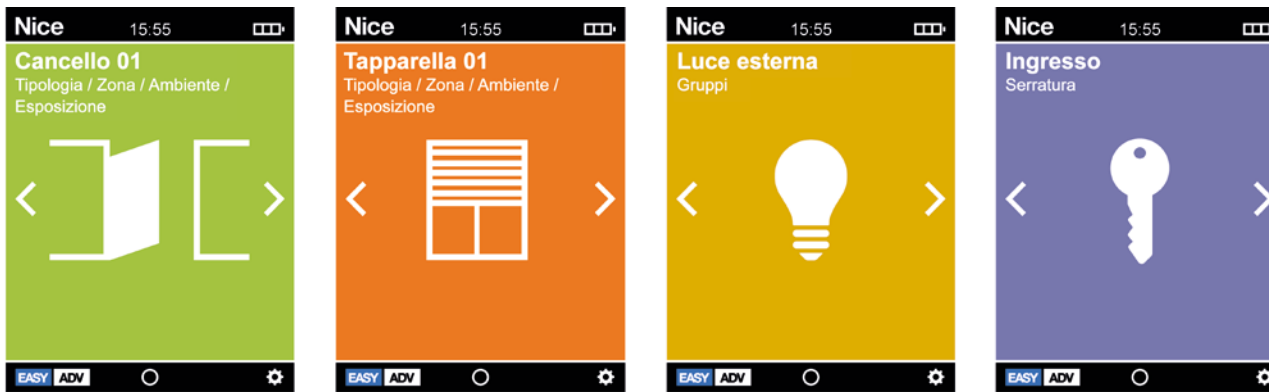 Nice 15:55
Cancello 01
Tipologia / Zona / Ambiente /
Esposizione
EASY ADV
Nice 15:55
Tapparella 01
Tipologia / Zona / Ambiente /
Esposizione
EASY ADV
Nice 15:55
Luce esterna
Gruppi
EASY ADV
Nice 15:55
Ingresso
Serratura
EASY ADV